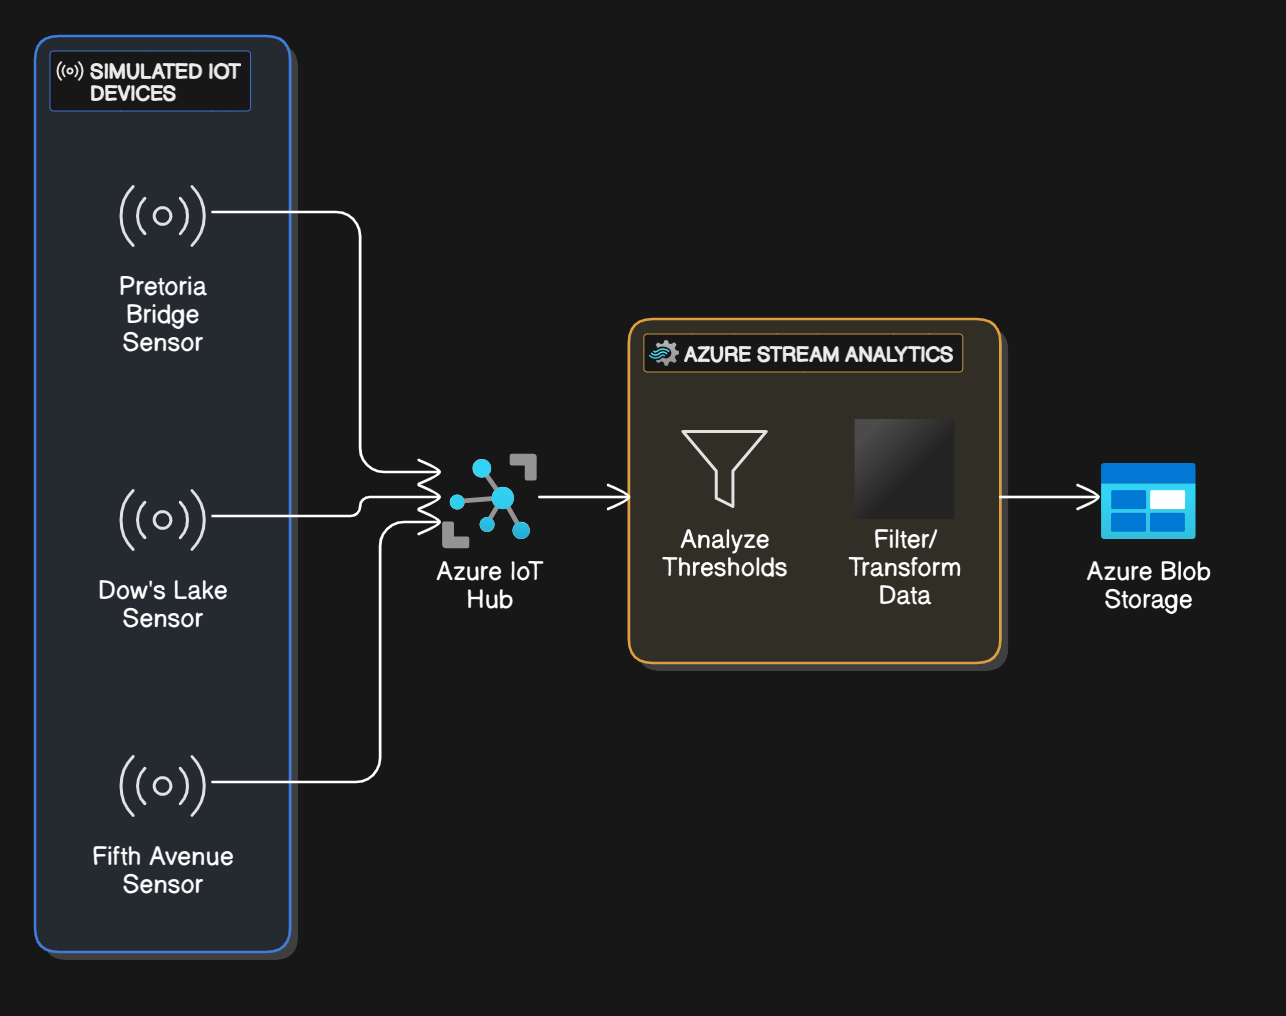 SIMULATED IOT
DEVICES
Pretoria
Bridge
Sensor
Dow's Lake
Sensor
Fifth Avenue
Sensor
Azure IoT
Hub
AZURE STREAM ANALYTICS
Analyze
Thresholds
Filter/
Transform
Data
Azure Blob
Storage